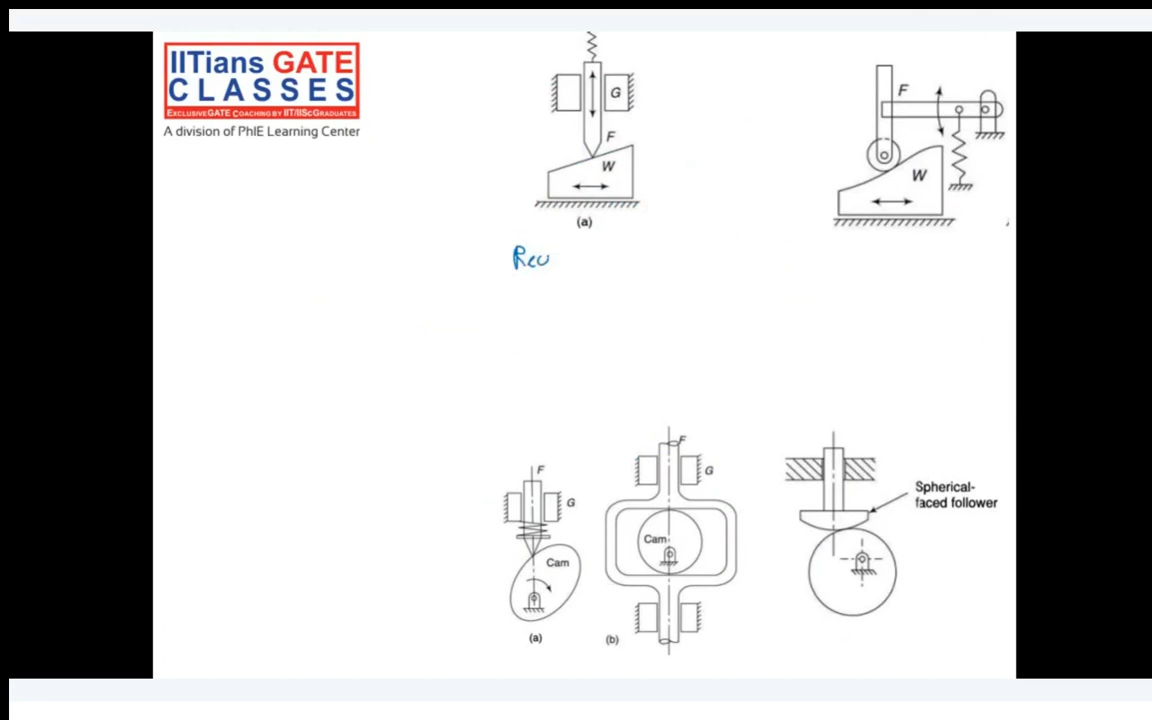 IITians GATE
CLASSES
EXCLUSIVE GATE COACHING BY IIT/IISc GRADUATES
A division of PhIE Learning Center
G
F
W
(a)
F
W
Rec
F
G
Cam
(a)
F
G
Cam
(b)
Spherical-
faced follower